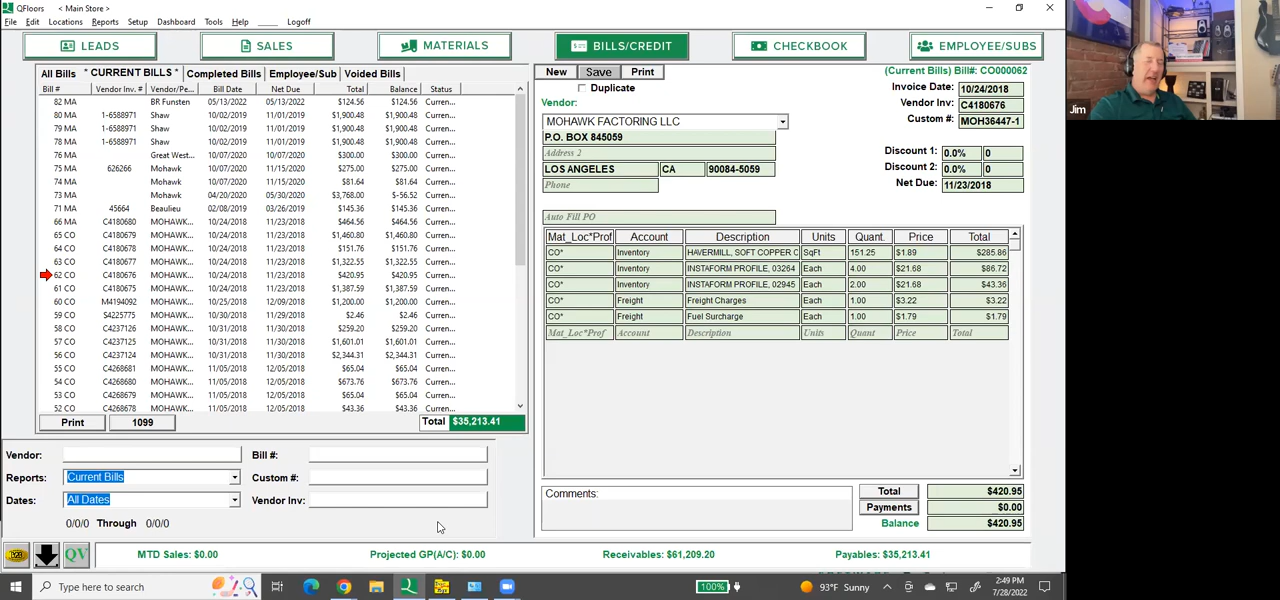 QFloors < Main Store >
File Edit Locations Reports Setup Dashboard Tools Help _____ Logoff
LEADS SALES MATERIALS BILLS/CREDIT CHECKBOOK EMPLOYEE/SUBS
All Bills * CURRENT BILLS * Completed Bills Employee/Sub Voided Bills
Bill # Vendor Inv. # Vendor/Pe... Bill Date Net Due Total Balance Status
82 MA BR Funsten 05/13/2022 05/13/2022 $124.56 $124.56 Curren...
80 MA 1-6588971 Shaw 10/02/2019 11/01/2019 $1,900.48 $1,900.48 Curren...
79 MA 1-6588971 Shaw 10/02/2019 11/01/2019 $1,900.48 $1,900.48 Curren...
78 MA 1-6588971 Shaw 10/02/2019 11/01/2019 $1,900.48 $1,900.48 Curren...
76 MA Great West... 10/07/2020 10/07/2020 $300.00 $300.00 Curren...
75 MA 626266 Mohawk 10/07/2020 11/15/2020 $275.00 $275.00 Curren...
74 MA Mohawk 10/07/2020 11/15/2020 $81.64 $81.64 Curren...
73 MA Mohawk 04/20/2020 05/30/2020 $3,768.00 $-56.52 Curren...
71 MA 45664 Beaulieu 02/08/2019 03/26/2019 $145.36 $145.36 Curren...
66 MA C4180680 MOHAWK... 10/24/2018 11/23/2018 $464.56 $464.56 Curren...
65 CO C4180679 MOHAWK... 10/24/2018 11/23/2018 $1,460.80 $1,460.80 Curren...
64 CO C4180678 MOHAWK... 10/24/2018 11/23/2018 $151.76 $151.76 Curren...
63 CO C4180677 MOHAWK... 10/24/2018 11/23/2018 $1,322.55 $1,322.55 Curren...
62 CO C4180676 MOHAWK... 10/24/2018 11/23/2018 $420.95 $420.95 Curren...
61 CO C4180675 MOHAWK... 10/24/2018 11/23/2018 $1,387.59 $1,387.59 Curren...
60 CO M4194092 MOHAWK... 10/25/2018 12/09/2018 $1,200.00 $1,200.00 Curren...
59 CO S4225775 MOHAWK... 10/30/2018 11/29/2018 $2.46 $2.46 Curren...
58 CO C4237126 MOHAWK... 10/31/2018 11/30/2018 $259.20 $259.20 Curren...
57 CO C4237125 MOHAWK... 10/31/2018 11/30/2018 $1,601.01 $1,601.01 Curren...
56 CO C4237124 MOHAWK... 10/31/2018 11/30/2018 $2,344.31 $2,344.31 Curren...
55 CO C4268681 MOHAWK... 11/05/2018 12/05/2018 $65.04 $65.04 Curren...
54 CO C4268680 MOHAWK... 11/05/2018 12/05/2018 $673.76 $673.76 Curren...
53 CO C4268679 MOHAWK... 11/05/2018 12/05/2018 $65.04 $65.04 Curren...
52 CO C4268678 MOHAWK... 11/05/2018 12/05/2018 $43.36 $43.36 Curren...
Print 1099 Total $35,213.41
Vendor: Bill #:
Reports: Current Bills Custom #:
Dates: All Dates Vendor Inv:
0/0/0 Through 0/0/0
New Save Print (Current Bills) Bill#: CO000062
Duplicate
Invoice Date: 10/24/2018
Vendor: Vendor Inv: C4180676
MOHAWK FACTORING LLC Custom #: MOH36447-1
P.O. BOX 845059
Address 2 Discount 1: 0.0% 0
LOS ANGELES CA 90084-5059 Discount 2: 0.0% 0
Phone Net Due: 11/23/2018
Auto Fill PO
Mat_Loc*Prof Account Description Units Quant. Price Total
CO* Inventory HAVERMILL, SOFT COPPER C SqFt 151.25 $1.89 $285.86
CO* Inventory INSTAFORM PROFILE, 03264 Each 4.00 $21.68 $86.72
CO* Inventory INSTAFORM PROFILE, 02945 Each 2.00 $21.68 $43.36
CO* Freight Freight Charges Each 1.00 $3.22 $3.22
CO* Freight Fuel Surcharge Each 1.00 $1.79 $1.79
Mat_Loc*Prof Account Description Units Quant Price Total
Comments: Total $420.95
Payments $0.00
Balance $420.95
QV MTD Sales: $0.00 Projected GP(A/C): $0.00 Receivables: $61,209.20 Payables: $35,213.41
Type here to search 100% 93°F Sunny 2:49 PM
7/28/2022
Jim